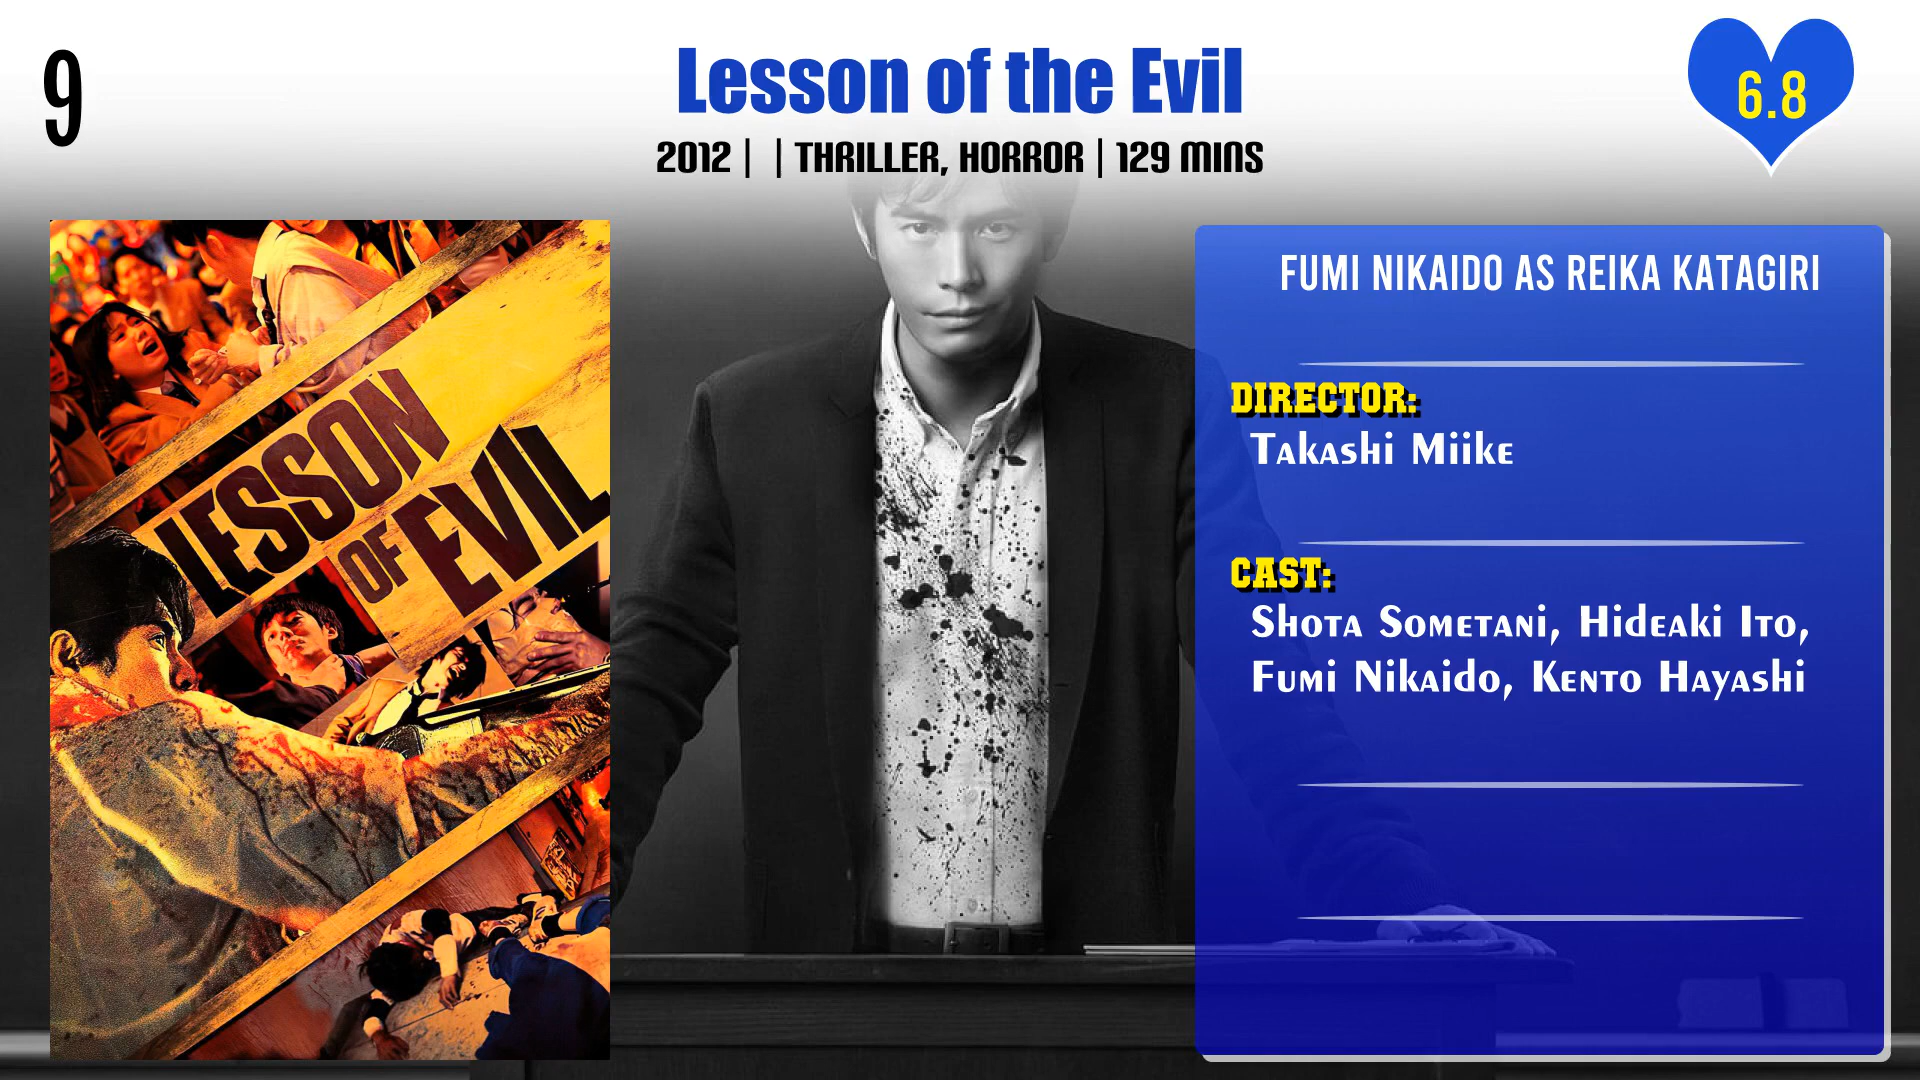 9
Lesson of the Evil
6.8
2012 | | THRILLER, HORROR | 129 MINS
LESSON
OF EVIL
FUMI NIKAIDO AS REIKA KATAGIRI
DIRECTOR:
Takashi Miike
CAST:
Shota Sometani, Hideaki Ito,
Fumi Nikaido, Kento Hayashi